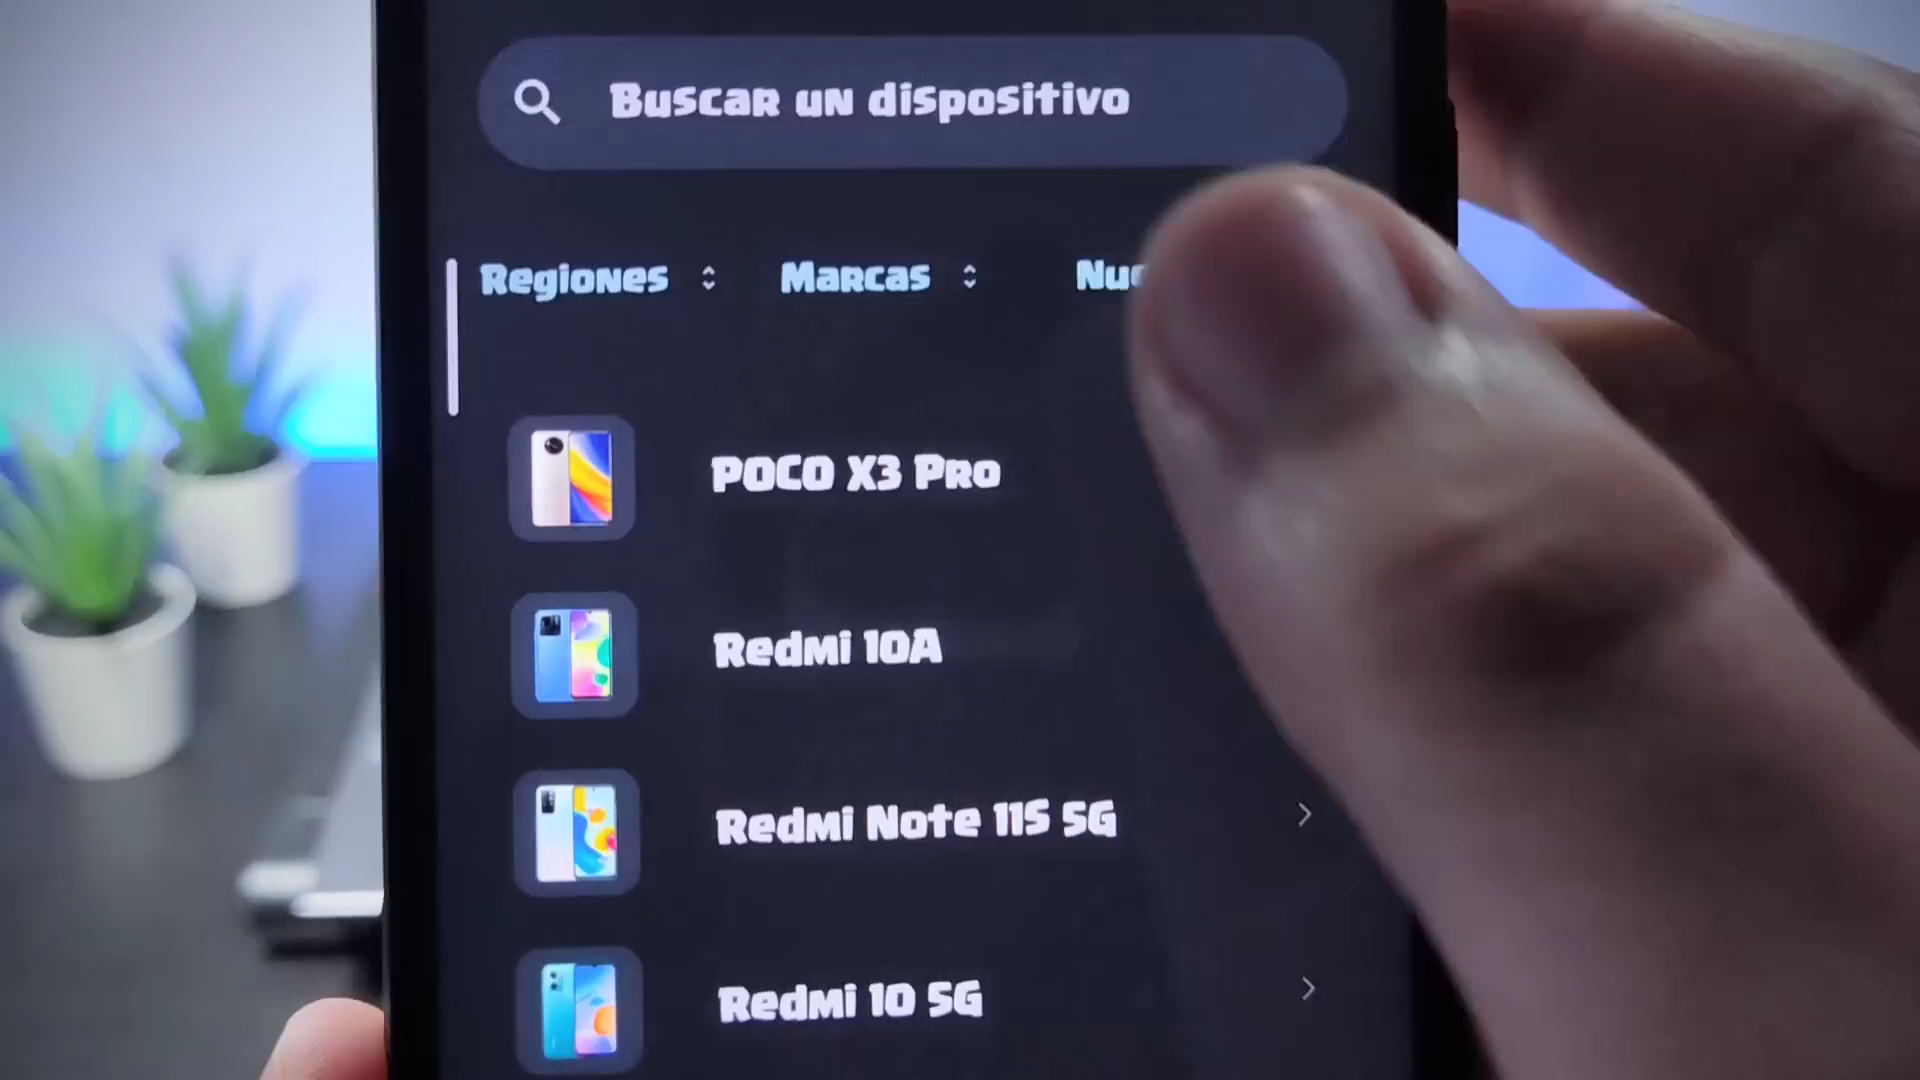 Buscar un dispositivo
Regiones Marcas
POCO X3 Pro
Redmi 10A
Redmi Note 11S 5G
Redmi 10 5G